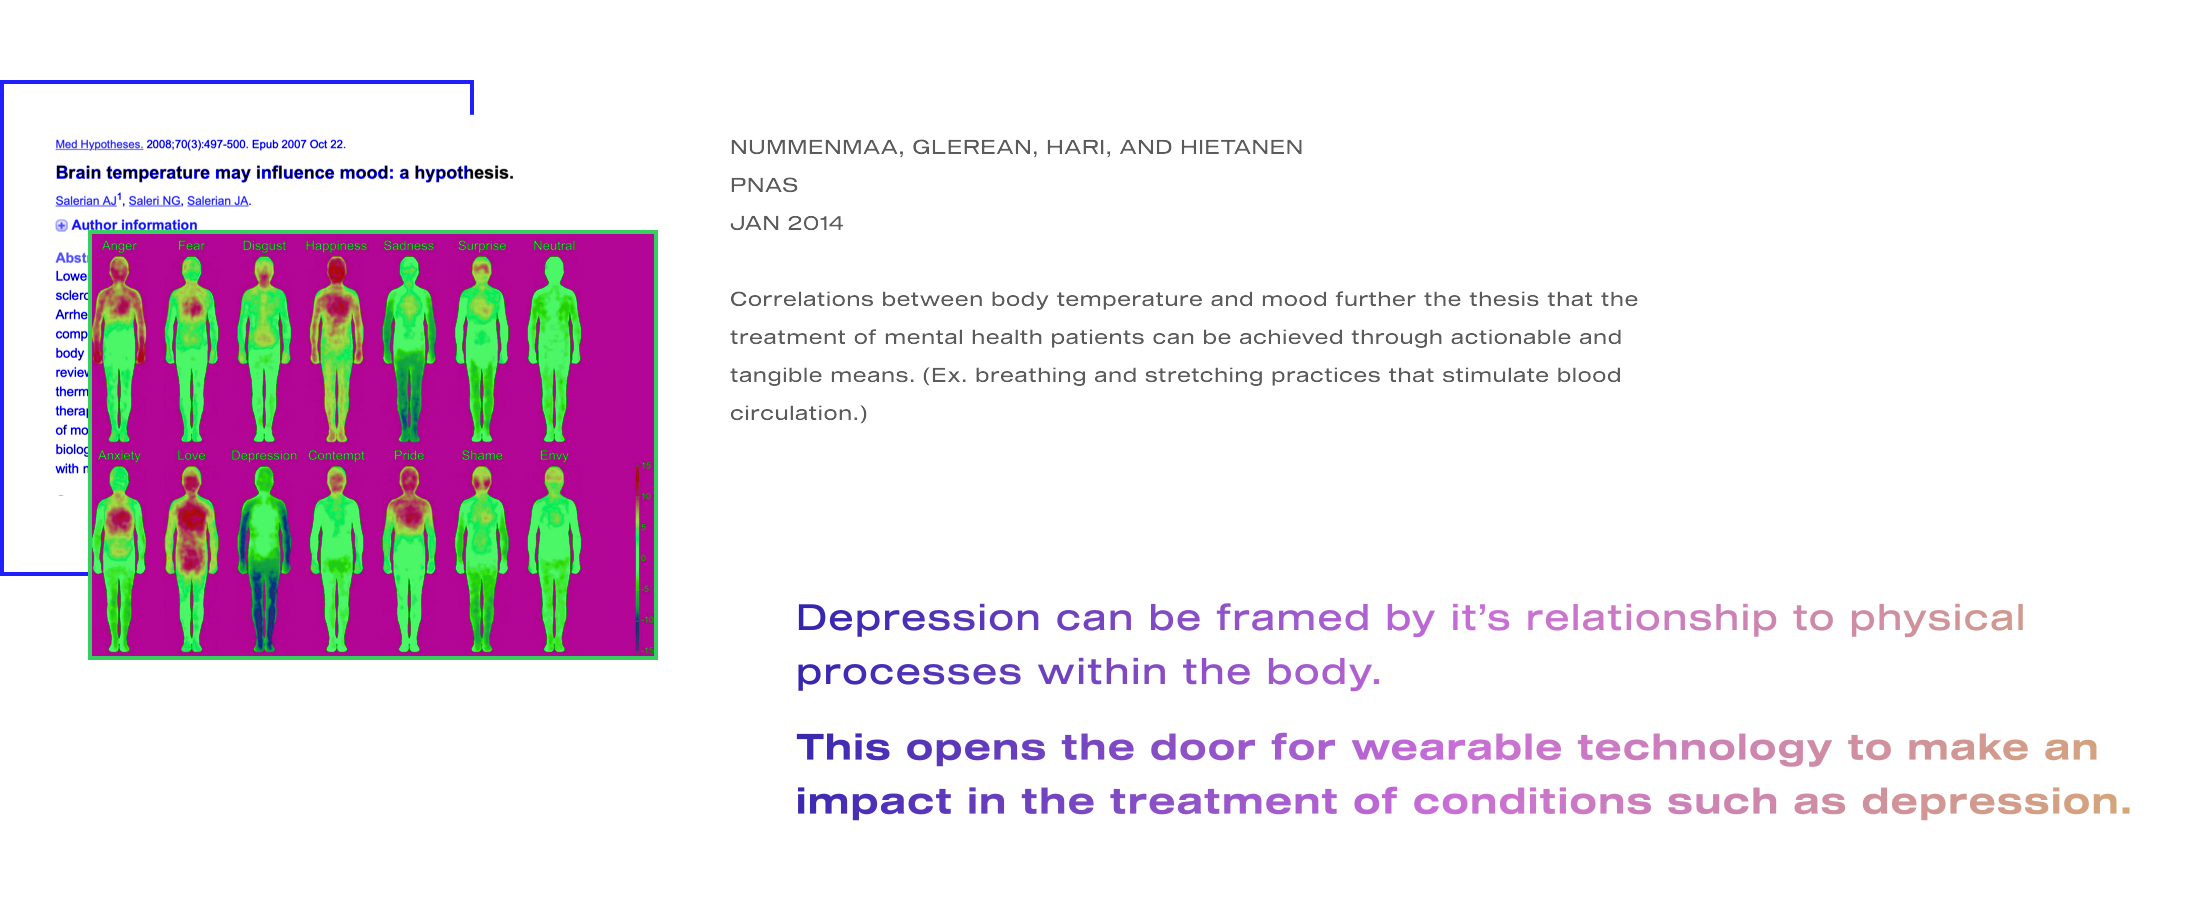 Med Hypotheses. 2008;70(3):497-500. Epub 2007 Oct 22.
Brain temperature may influence mood: a hypothesis.
Salerian AJ1, Saleri NG, Salerian JA.
Author information
Abst
Lowe
sclero
Arrhe
comp
body
review
therm
therap
of mo
biolog
with
Anger Fear Disgust Happiness Sadness Surprise Neutral
Anxiety Love Depression Contempt Pride Shame Envy
NUMMENMAA, GLEREAN, HARI, AND HIETANEN
PNAS
JAN 2014
Correlations between body temperature and mood further the thesis that the
treatment of mental health patients can be achieved through actionable and
tangible means. (Ex. breathing and stretching practices that stimulate blood
circulation.)
Depression can be framed by it’s relationship to physical
processes within the body.
This opens the door for wearable technology to make an
impact in the treatment of conditions such as depression.